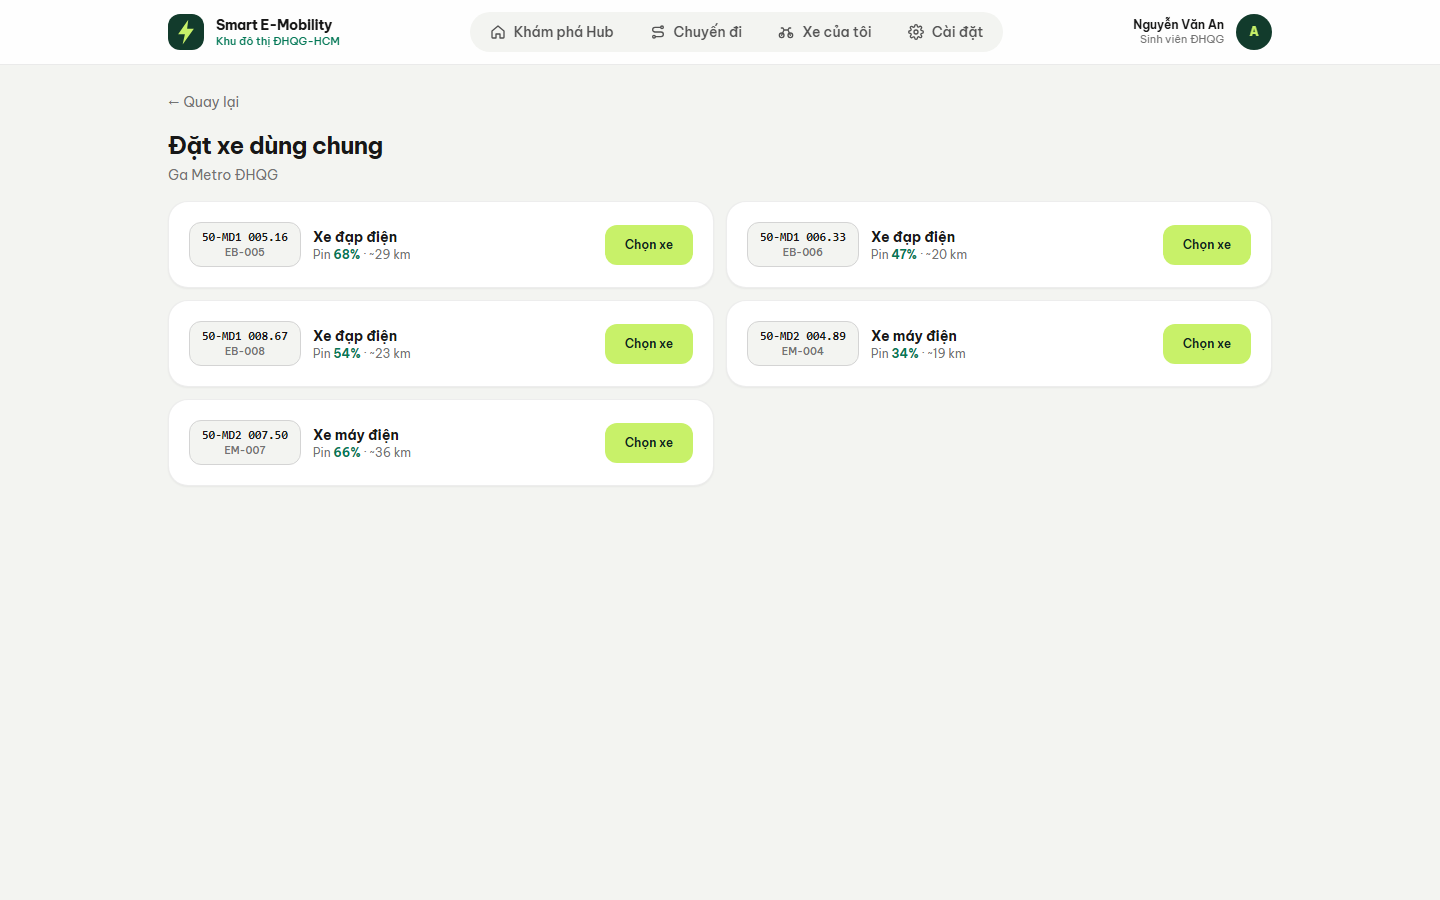 Smart E-Mobility
Khu đô thị ĐHQG-HCM
Khám phá Hub
Chuyến đi
Xe của tôi
Cài đặt
Nguyễn Văn An
Sinh viên ĐHQG
A
← Quay lại
Đặt xe dùng chung
Ga Metro ĐHQG
50-MD1 005.16
EB-005
Xe đạp điện
Pin 68% · ~29 km
Chọn xe
50-MD1 006.33
EB-006
Xe đạp điện
Pin 47% · ~20 km
Chọn xe
50-MD1 008.67
EB-008
Xe đạp điện
Pin 54% · ~23 km
Chọn xe
50-MD2 004.89
EM-004
Xe máy điện
Pin 34% · ~19 km
Chọn xe
50-MD2 007.50
EM-007
Xe máy điện
Pin 66% · ~36 km
Chọn xe